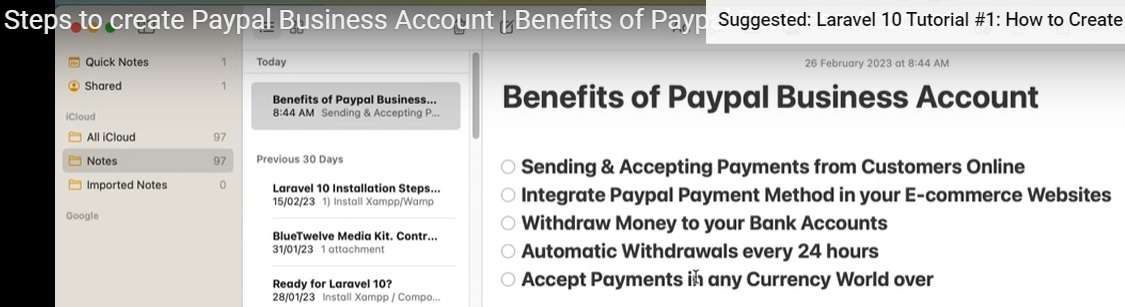 Steps to create Paypal Business Account | Benefits of Payp
Suggested: Laravel 10 Tutorial #1: How to Create
Quick Notes 1
Shared 1
iCloud
All iCloud 97
Notes 97
Imported Notes 0
Google
Today
Benefits of Paypal Business...
8:44 AM Sending & Accepting P...
Previous 30 Days
Laravel 10 Installation Steps...
15/02/23 1) Install Xampp/Wamp
BlueTwelve Media Kit. Contr...
31/01/23 1 attachment
Ready for Laravel 10?
28/01/23 Install Xampp / Compo...
26 February 2023 at 8:44 AM
Benefits of Paypal Business Account
Sending & Accepting Payments from Customers Online
Integrate Paypal Payment Method in your E-commerce Websites
Withdraw Money to your Bank Accounts
Automatic Withdrawals every 24 hours
Accept Payments in any Currency World over